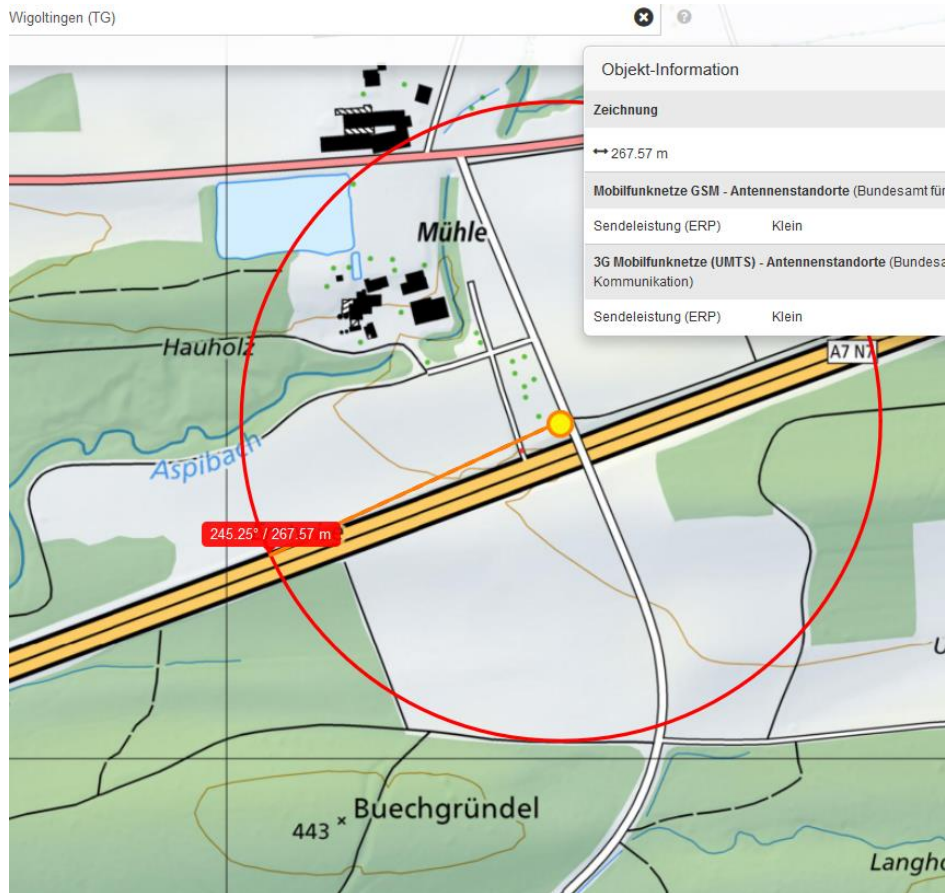 Wigoltingen (TG)
?
Objekt-Information
Zeichnung
↔ 267.57 m
Mobilfunknetze GSM - Antennenstandorte (Bundesamt für
Sendeleistung (ERP) Klein
3G Mobilfunknetze (UMTS) - Antennenstandorte (Bundesa
Kommunikation)
Sendeleistung (ERP) Klein
Mühle
A7 N7
Hauholz
Aspibach
245.25° / 267.57 m
U
Buechgründel
443
Langho